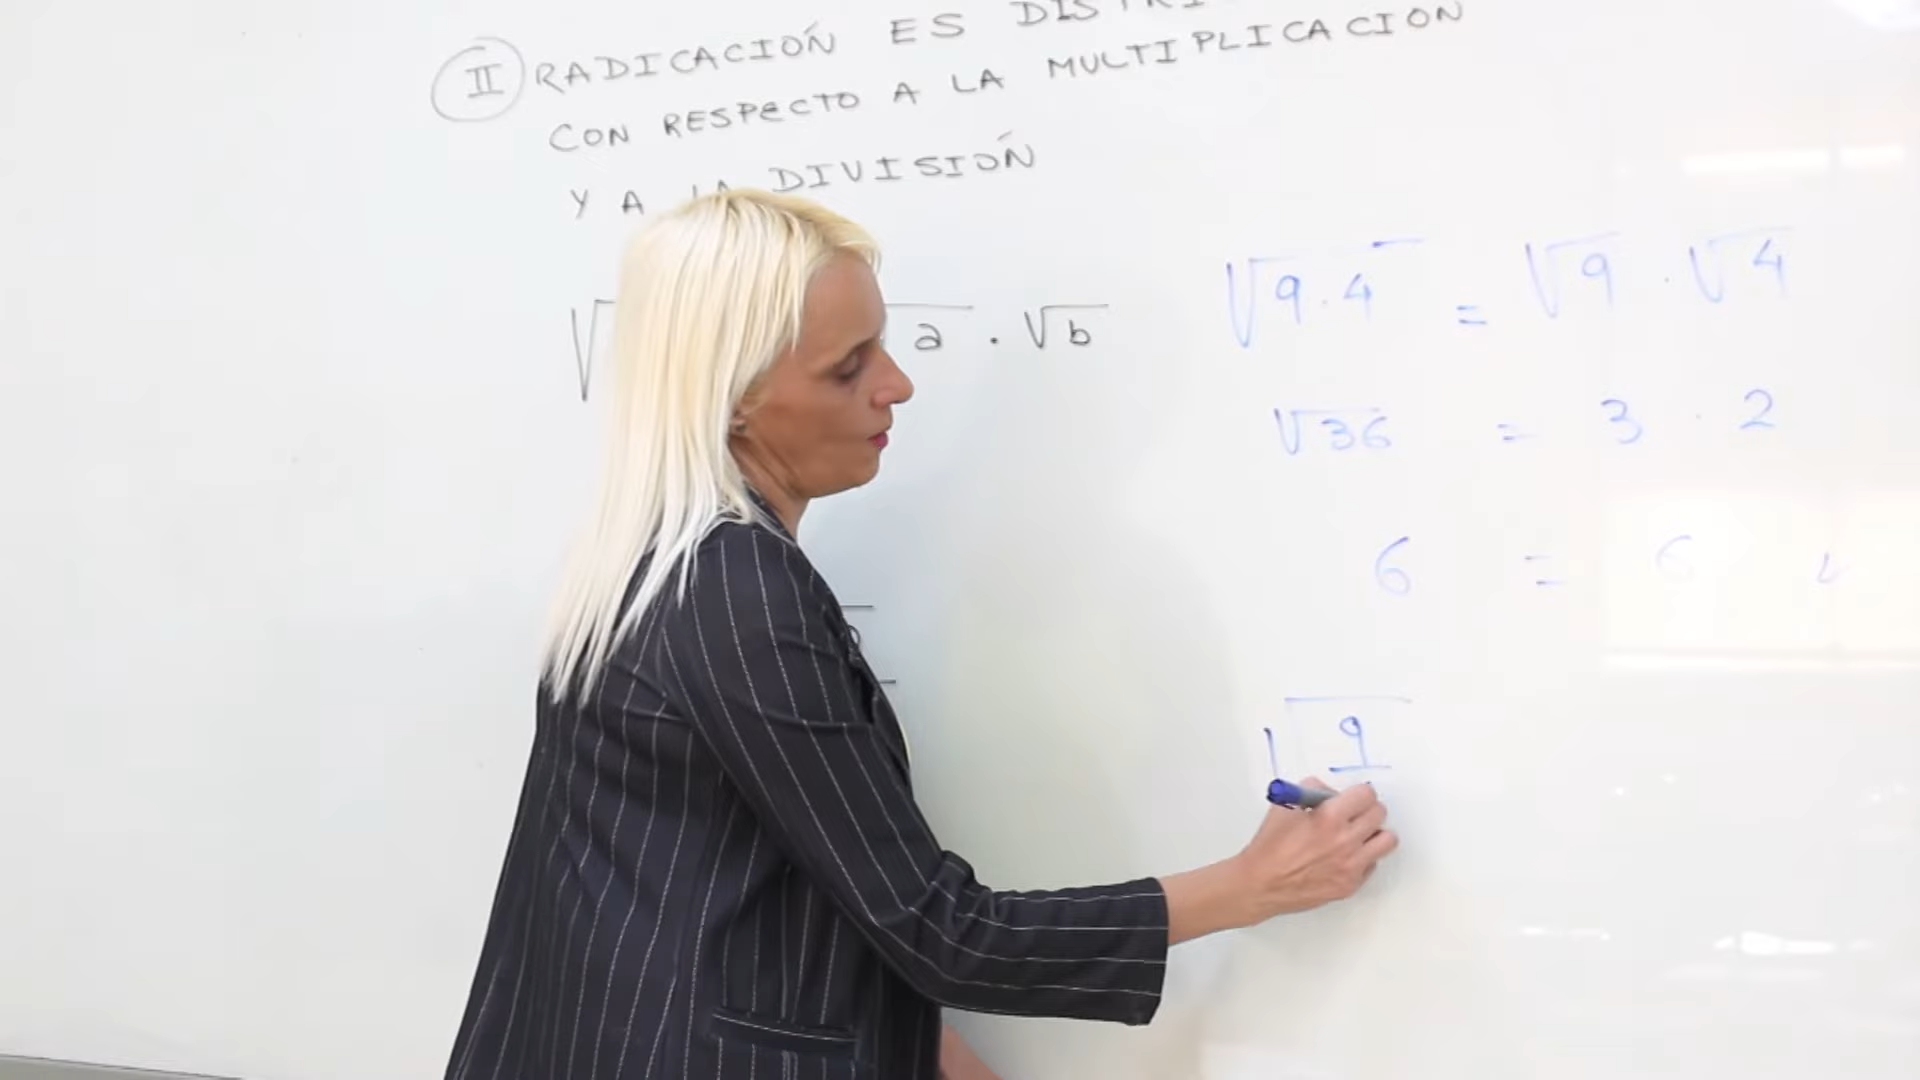 II RADICACIÓN ES
CON RESPECTO A LA MULTIPLICACION
Y A LA DIVISIÓN
a . √b
√9.4 = √9 . √4
√36 = 3 . 2
6 = 6
√9